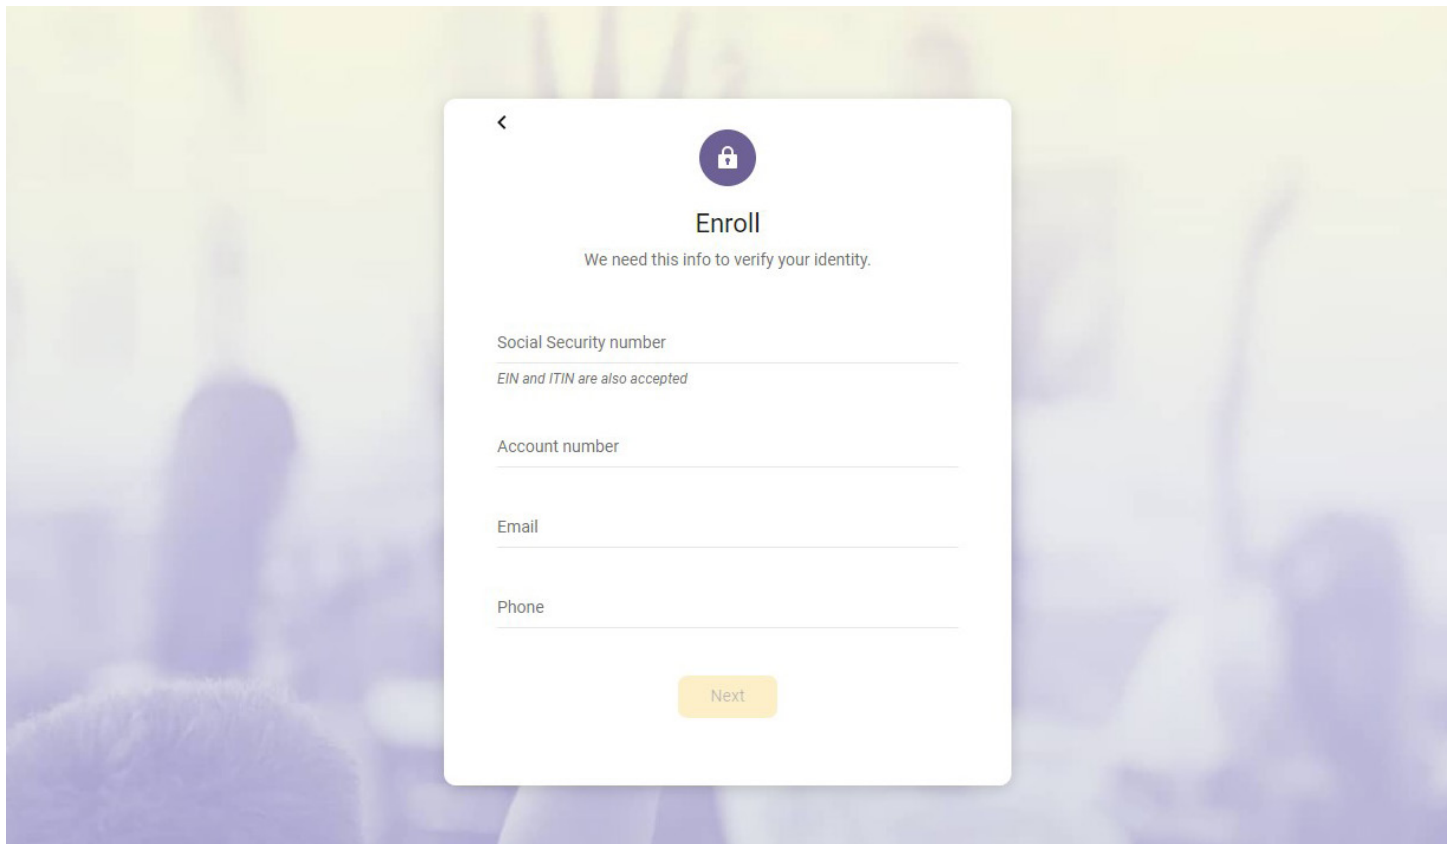 Enroll
We need this info to verify your identity.
Social Security number
EIN and ITIN are also accepted
Account number
Email
Phone
Next